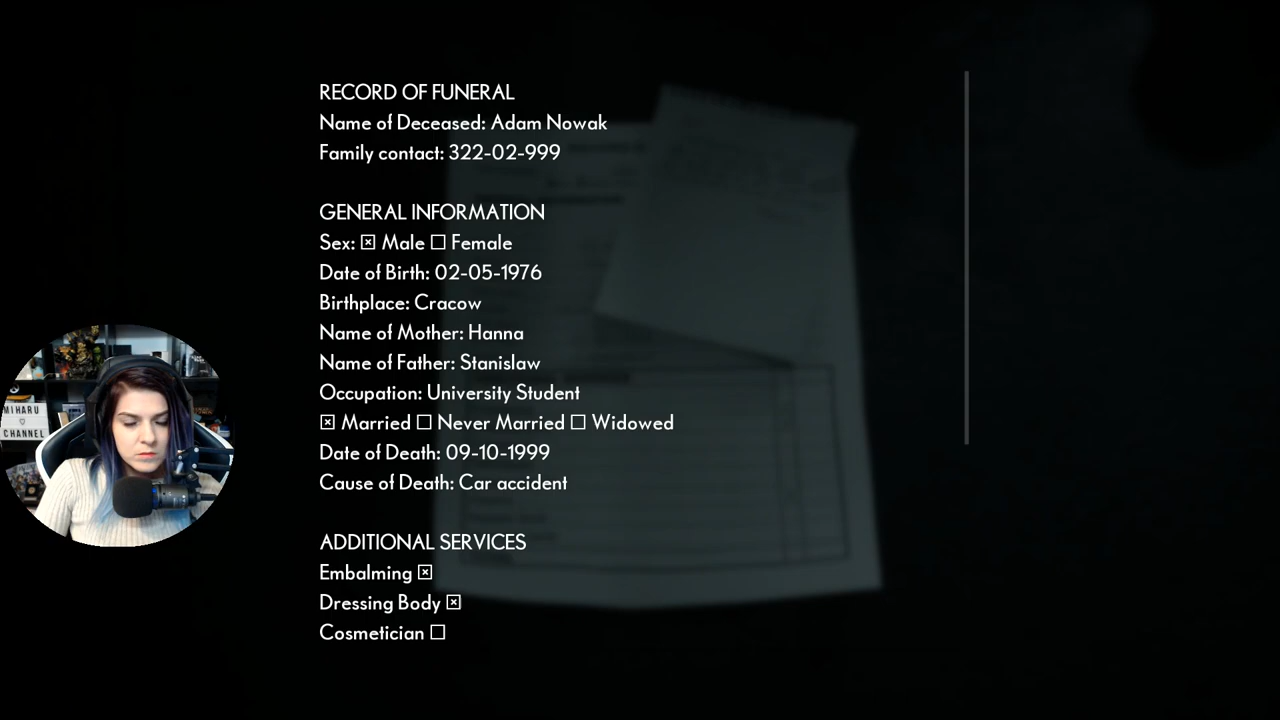 RECORD OF FUNERAL
Name of Deceased: Adam Nowak
Family contact: 322-02-999
GENERAL INFORMATION
Sex: ☒ Male ☐ Female
Date of Birth: 02-05-1976
Birthplace: Cracow
Name of Mother: Hanna
Name of Father: Stanislaw
Occupation: University Student
☒ Married ☐ Never Married ☐ Widowed
Date of Death: 09-10-1999
Cause of Death: Car accident
ADDITIONAL SERVICES
Embalming ☒
Dressing Body ☒
Cosmetician ☐
MIHARU
CHANNEL